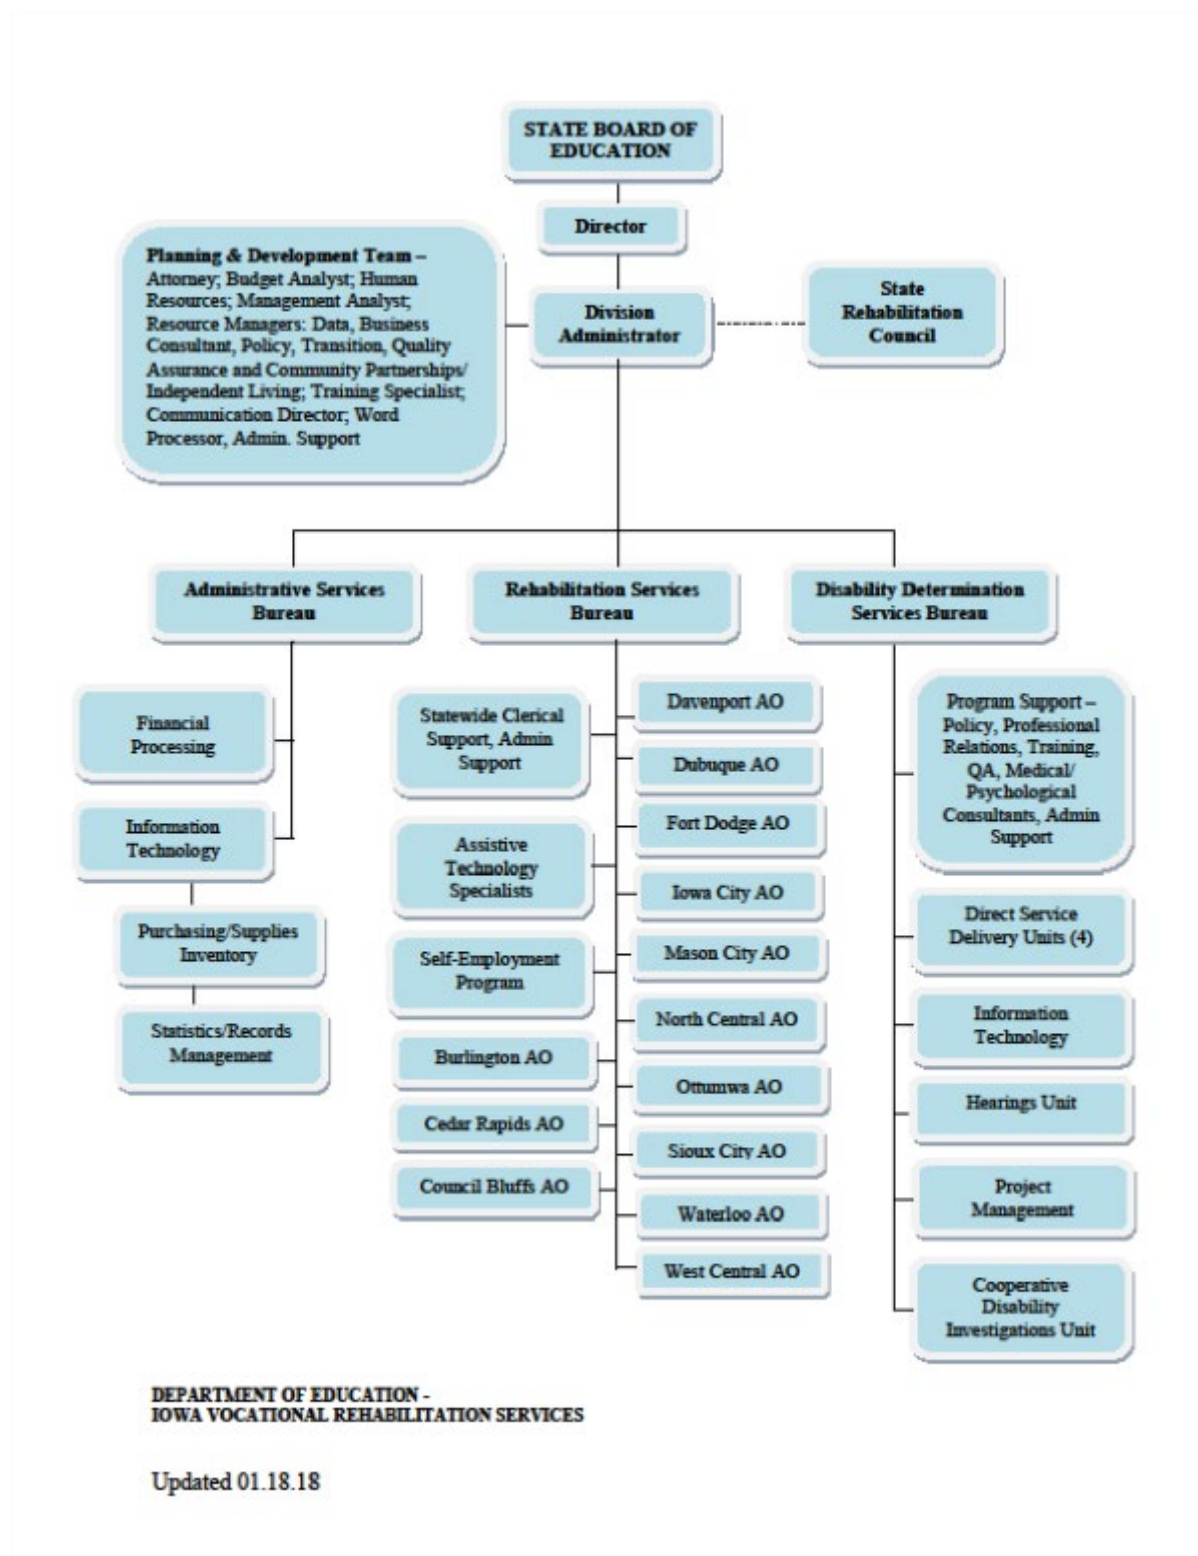 STATE BOARD OF
EDUCATION
Director
Planning & Development Team –
Attorney; Budget Analyst; Human
Resources; Management Analyst;
Resource Managers: Data, Business
Consultant, Policy, Transition, Quality
Assurance and Community Partnerships/
Independent Living; Training Specialist;
Communication Director; Word
Processor, Admin. Support
Division
Administrator
State
Rehabilitation
Council
Administrative Services
Bureau
Rehabilitation Services
Bureau
Disability Determination
Services Bureau
Financial
Processing
Information
Technology
Purchasing/Supplies
Inventory
Statistics/Records
Management
Statewide Clerical
Support, Admin
Support
Assistive
Technology
Specialists
Self-Employment
Program
Burlington AO
Cedar Rapids AO
Council Bluffs AO
Davenport AO
Dubuque AO
Fort Dodge AO
Iowa City AO
Mason City AO
North Central AO
Ottumwa AO
Sioux City AO
Waterloo AO
West Central AO
Program Support –
Policy, Professional
Relations, Training,
QA, Medical/
Psychological
Consultants, Admin
Support
Direct Service
Delivery Units (4)
Information
Technology
Hearings Unit
Project
Management
Cooperative
Disability
Investigations Unit
DEPARTMENT OF EDUCATION -
IOWA VOCATIONAL REHABILITATION SERVICES
Updated 01.18.18